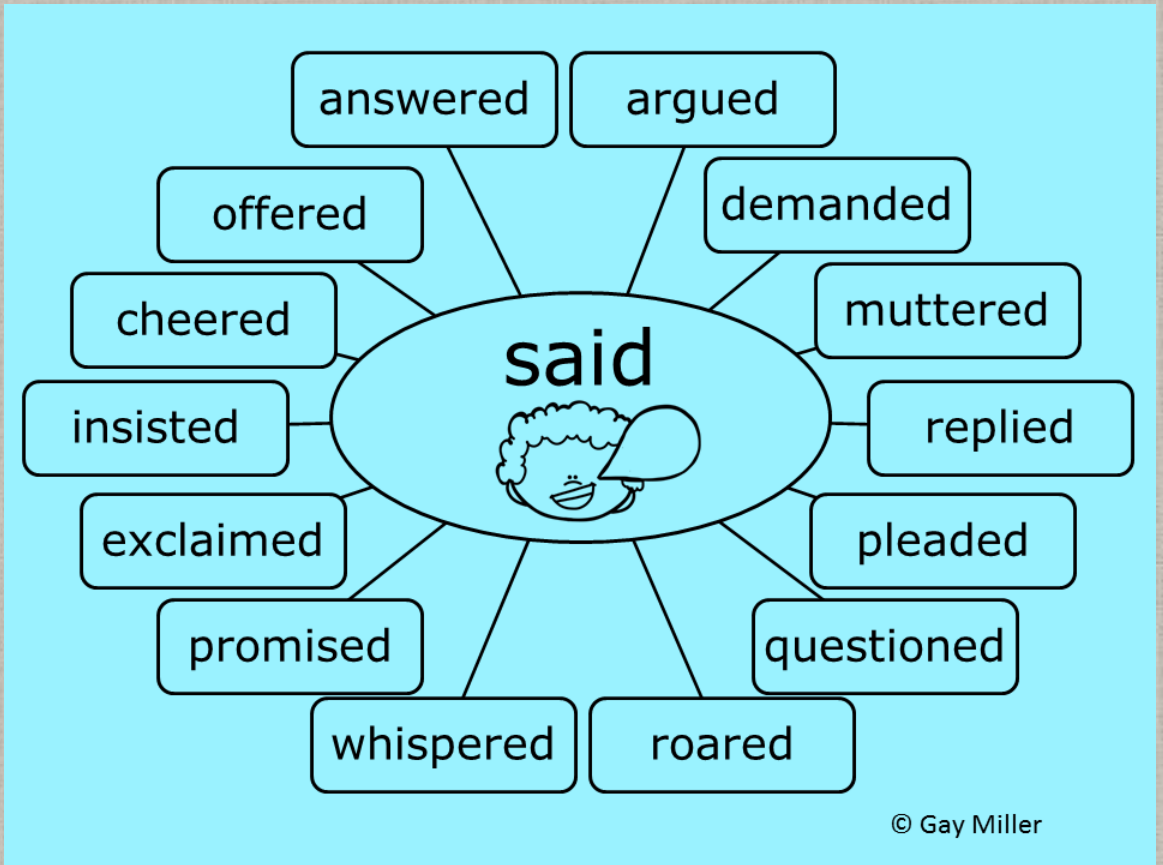 answered
argued
offered
demanded
cheered
muttered
said
insisted
replied
exclaimed
pleaded
promised
questioned
whispered
roared
© Gay Miller